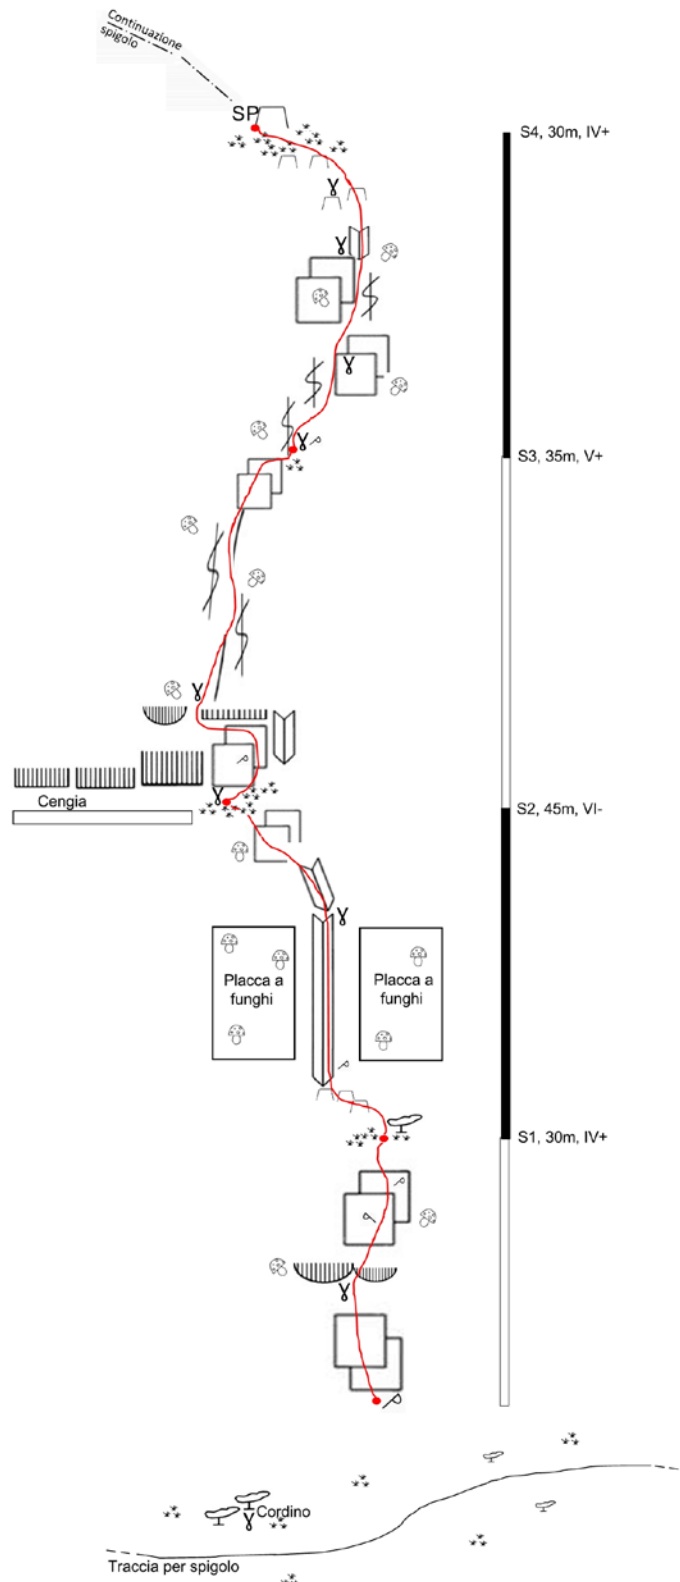 Continuazione
spigolo
SP
S4, 30m, IV+
S3, 35m, V+
Cengia
S2, 45m, VI-
Placca a
funghi
Placca a
funghi
S1, 30m, IV+
Cordino
Traccia per spigolo